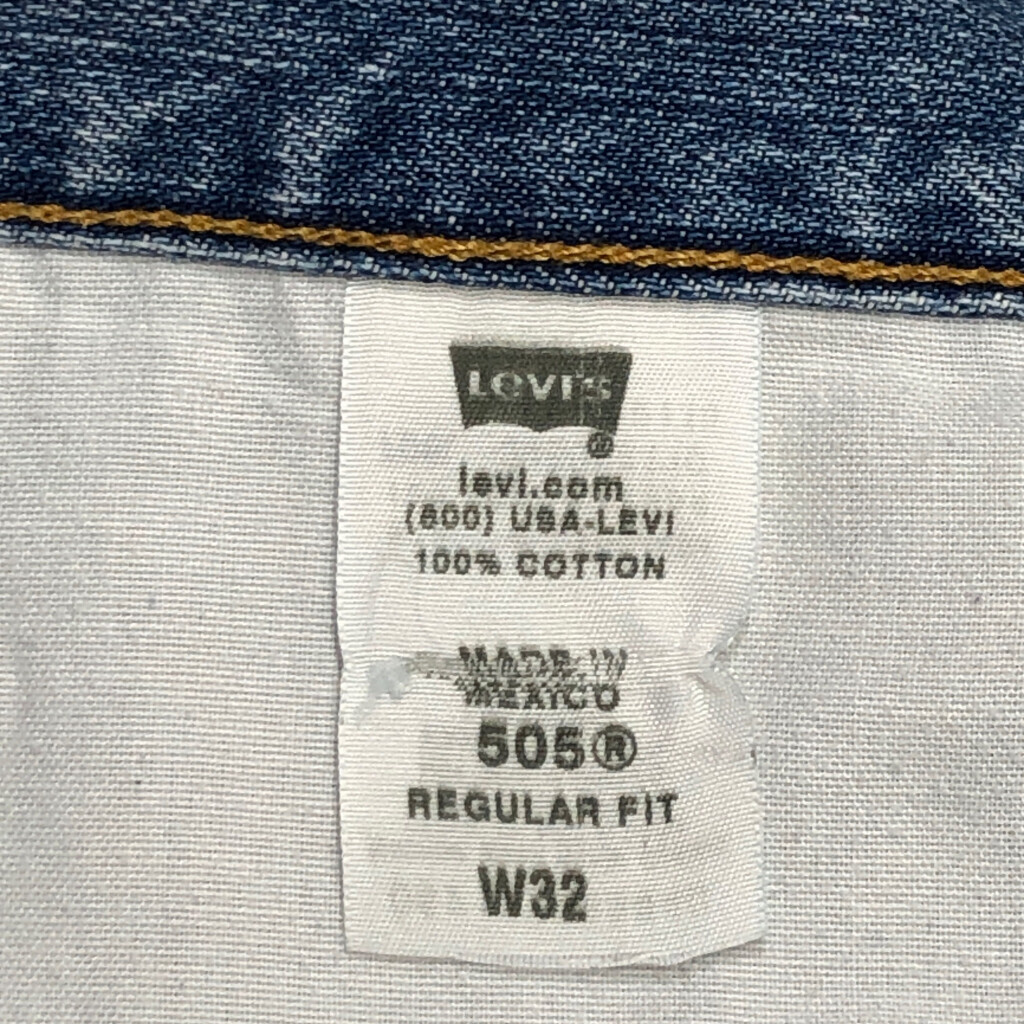 LEVI'S
®
levi.com
(800) USA-LEVI
100% COTTON
MADE IN
MEXICO
505®
REGULAR FIT
W32